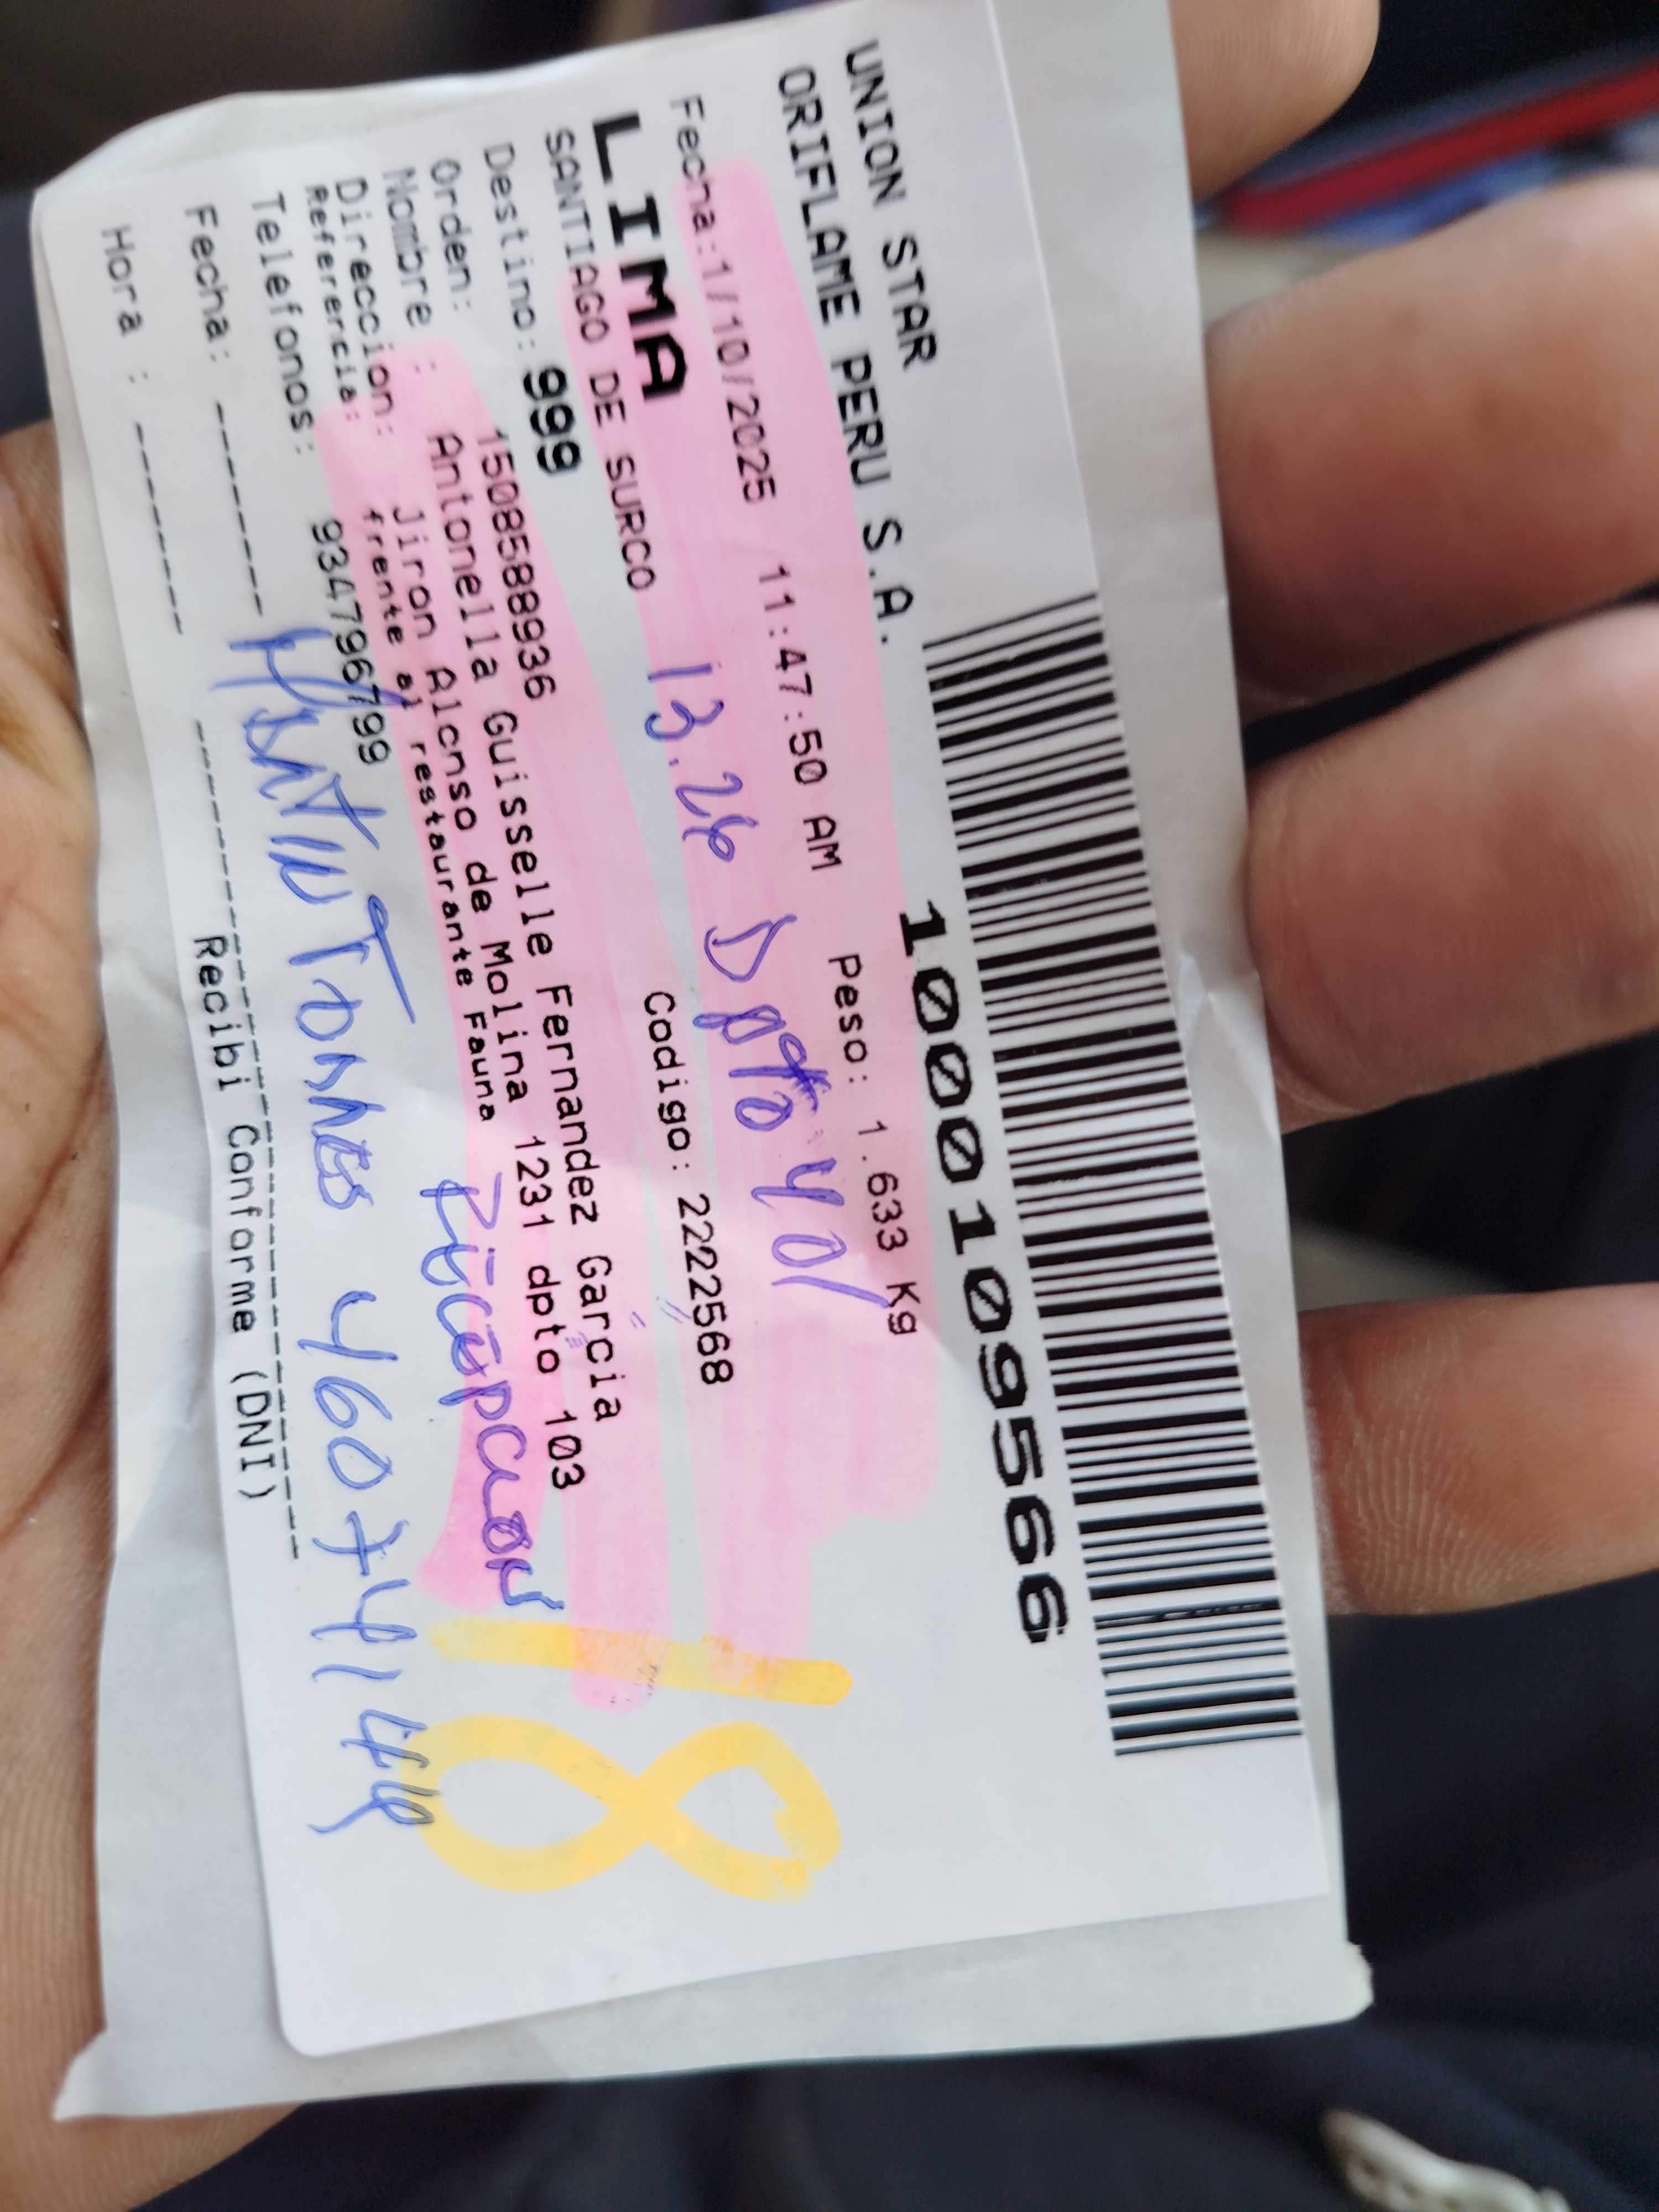 1000109566
UNION STAR
ORIFLAME PERU S.A.
Fecha:1/10/2025 11:47:50 AM Peso: 1.633 Kg
LIMA
SANTIAGO DE SURCO 13.26 Dpto 401
Destino: 999 Codigo: 2222568
Orden: 1508588936
Nombre : Antonella Guisselle Fernandez Garcia
Direccion: Jiron Alonso de Molina 1231 dpto 103
Referencia: frente al restaurante Fauna
Telefonos: 934796799
Fecha: --------
Torres
Hora : -------- Recibi Conforme (DNI)
18